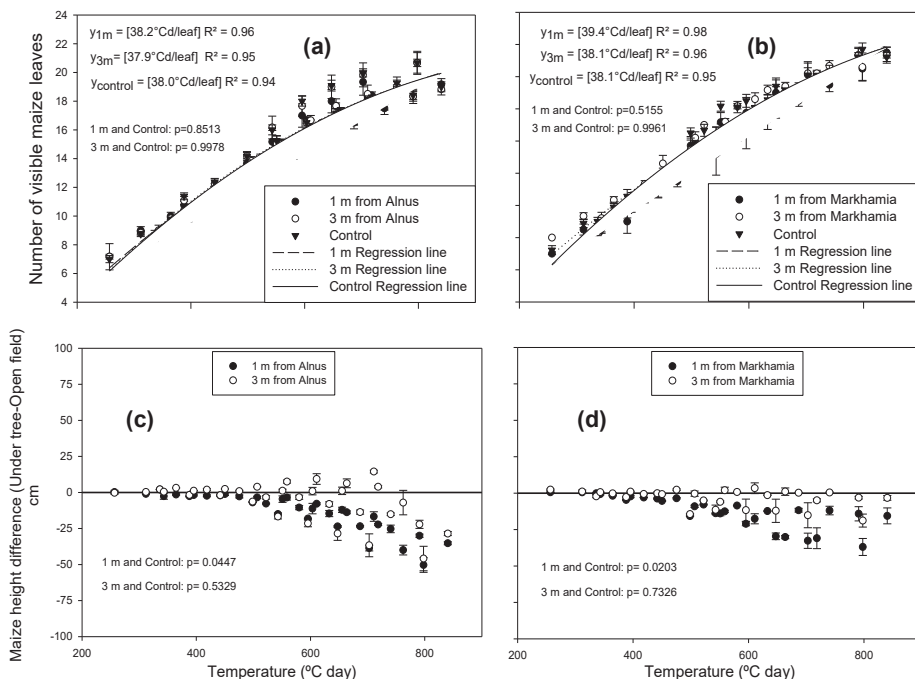 Number of visible maize leaves
24
22
20
18
16
14
12
10
8
6
4
y1m = [38.2°Cd/leaf] R² = 0.96
y3m = [37.9°Cd/leaf] R² = 0.95
ycontrol = [38.0°Cd/leaf] R² = 0.94
(a)
1 m and Control: p=0.8513
3 m and Control: p= 0.9978
1 m from Alnus
3 m from Alnus
Control
1 m Regression line
3 m Regression line
Control Regression line
y1m = [39.4°Cd/leaf] R² = 0.98
y3m = [38.1°Cd/leaf] R² = 0.96
ycontrol = [38.1°C/leaf] R² = 0.95
(b)
1 m and Control: p=0.5155
3 m and Control: p= 0.9961
1 m from Markhamia
3 m from Markhamia
Control
1 m Regression line
3 m Regression line
Control Regression line
Maize height difference (Under tree-Open field)
cm
100
75
50
25
0
-25
-50
-75
-100
1 m from Alnus
3 m from Alnus
(c)
1 m and Control: p= 0.0447
3 m and Control: p= 0.5329
200
400
600
800
Temperature (ºC day)
1 m from Markhamia
3 m from Markhamia
(d)
1 m and Control: p= 0.0203
3 m and Control: p= 0.7326
200
400
600
800
Temperature (ºC day)